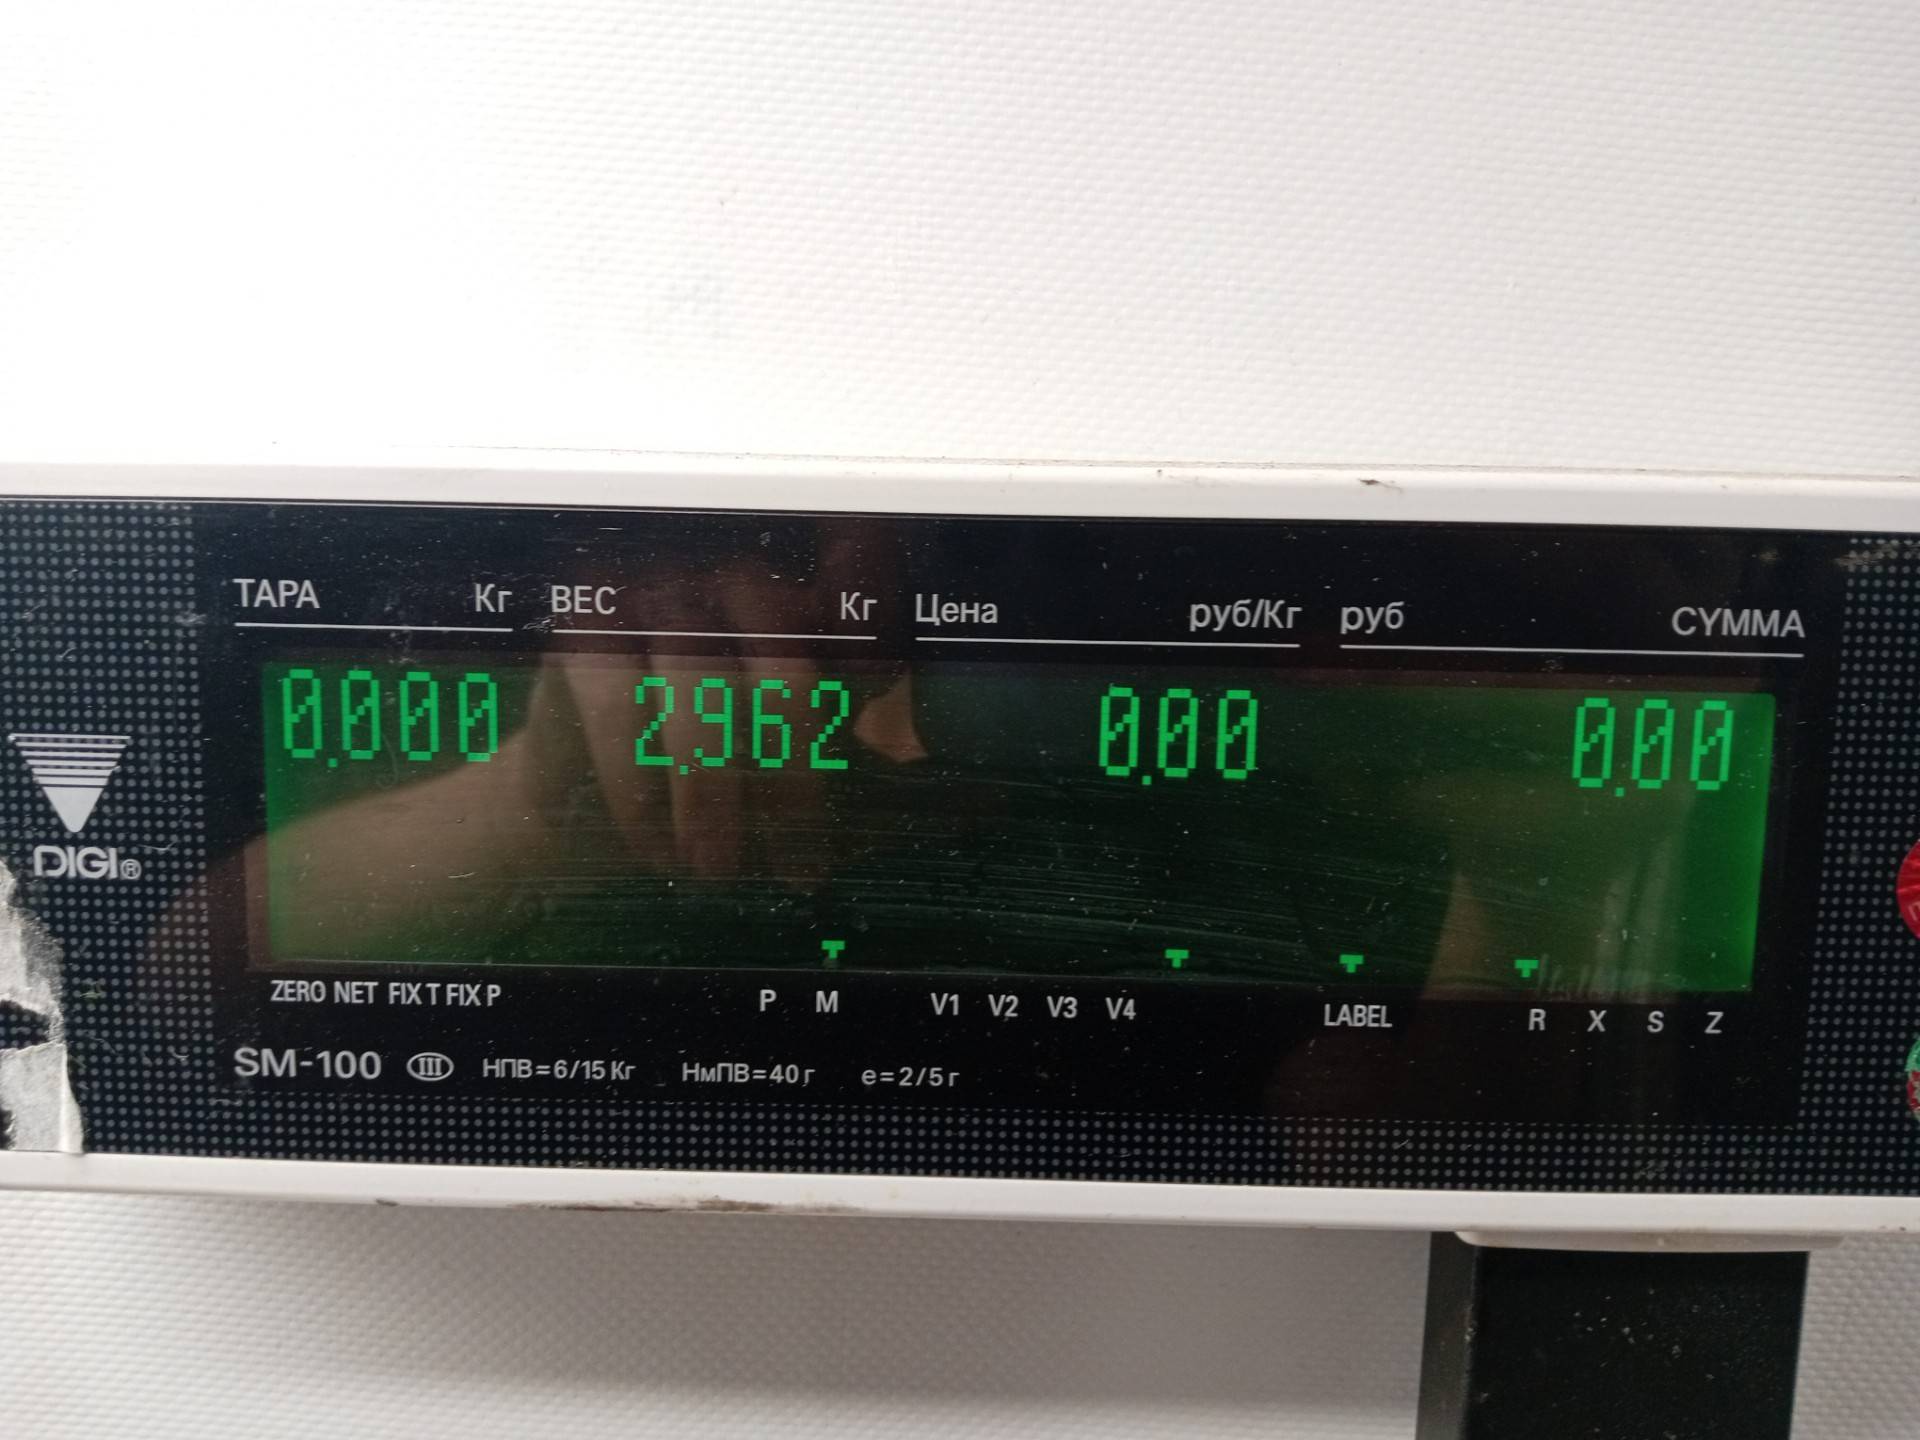 ТАРА Кг ВЕС Кг Цена руб/Кг руб СУММА
0.000 2.962 0.00 0.00
DIGI®
ZERO NET FIX T FIX P P M V1 V2 V3 V4 LABEL R X S Z
SM-100 III НПВ=6/15 Кг НмПВ=40 г e=2/5 г